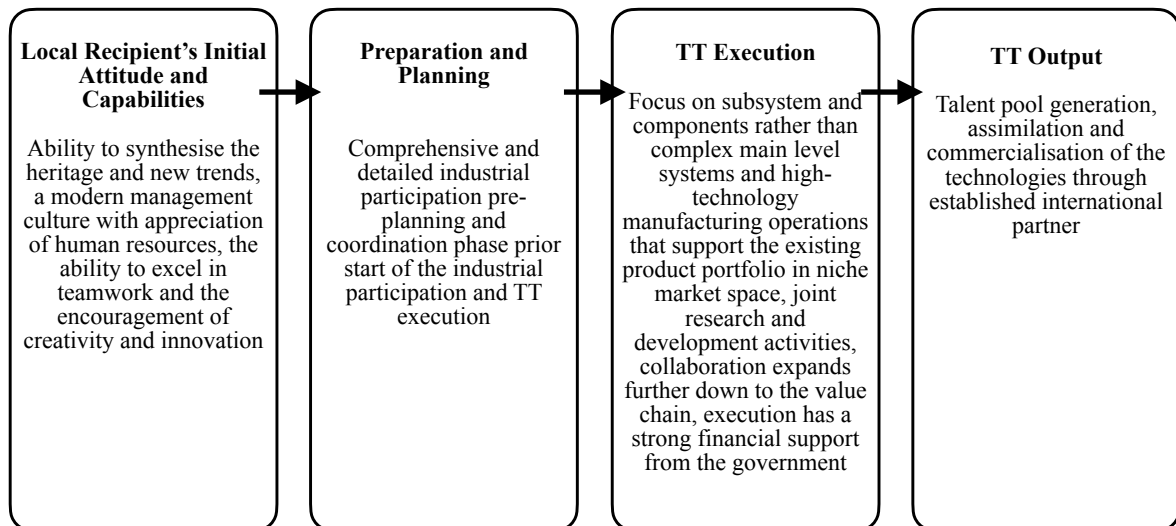 Local Recipient’s Initial
Attitude and
Capabilities
Ability to synthesise the
heritage and new trends,
a modern management
culture with appreciation
of human resources, the
ability to excel in
teamwork and the
encouragement of
creativity and innovation
Preparation and
Planning
Comprehensive and
detailed industrial
participation pre-
planning and
coordination phase prior
start of the industrial
participation and TT
execution
TT Execution
Focus on subsystem and
components rather than
complex main level
systems and high-
technology
manufacturing operations
that support the existing
product portfolio in niche
market space, joint
research and
development activities,
collaboration expands
further down to the value
chain, execution has a
strong financial support
from the government
TT Output
Talent pool generation,
assimilation and
commercialisation of the
technologies through
established international
partner